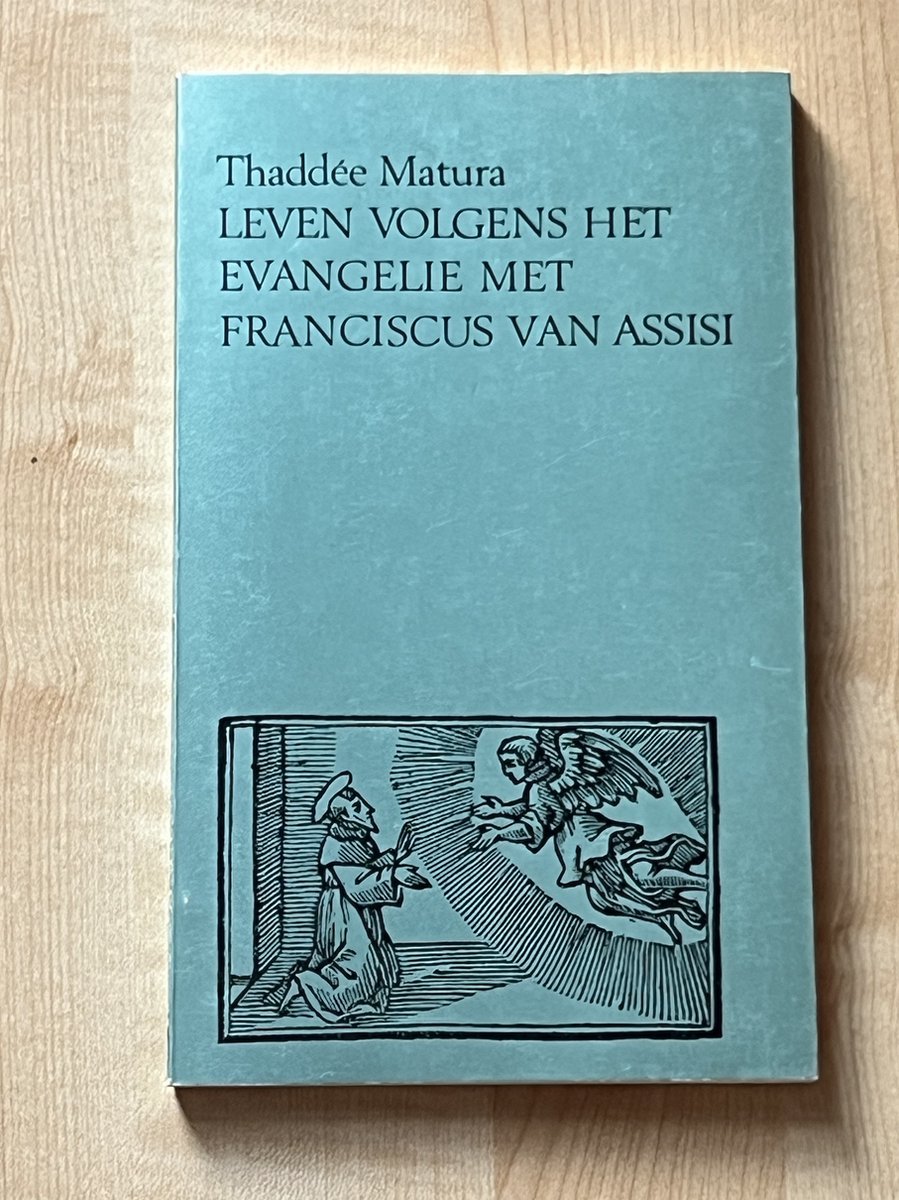 Thaddée Matura
LEVEN VOLGENS HET
EVANGELIE MET
FRANCISCUS VAN ASSISI